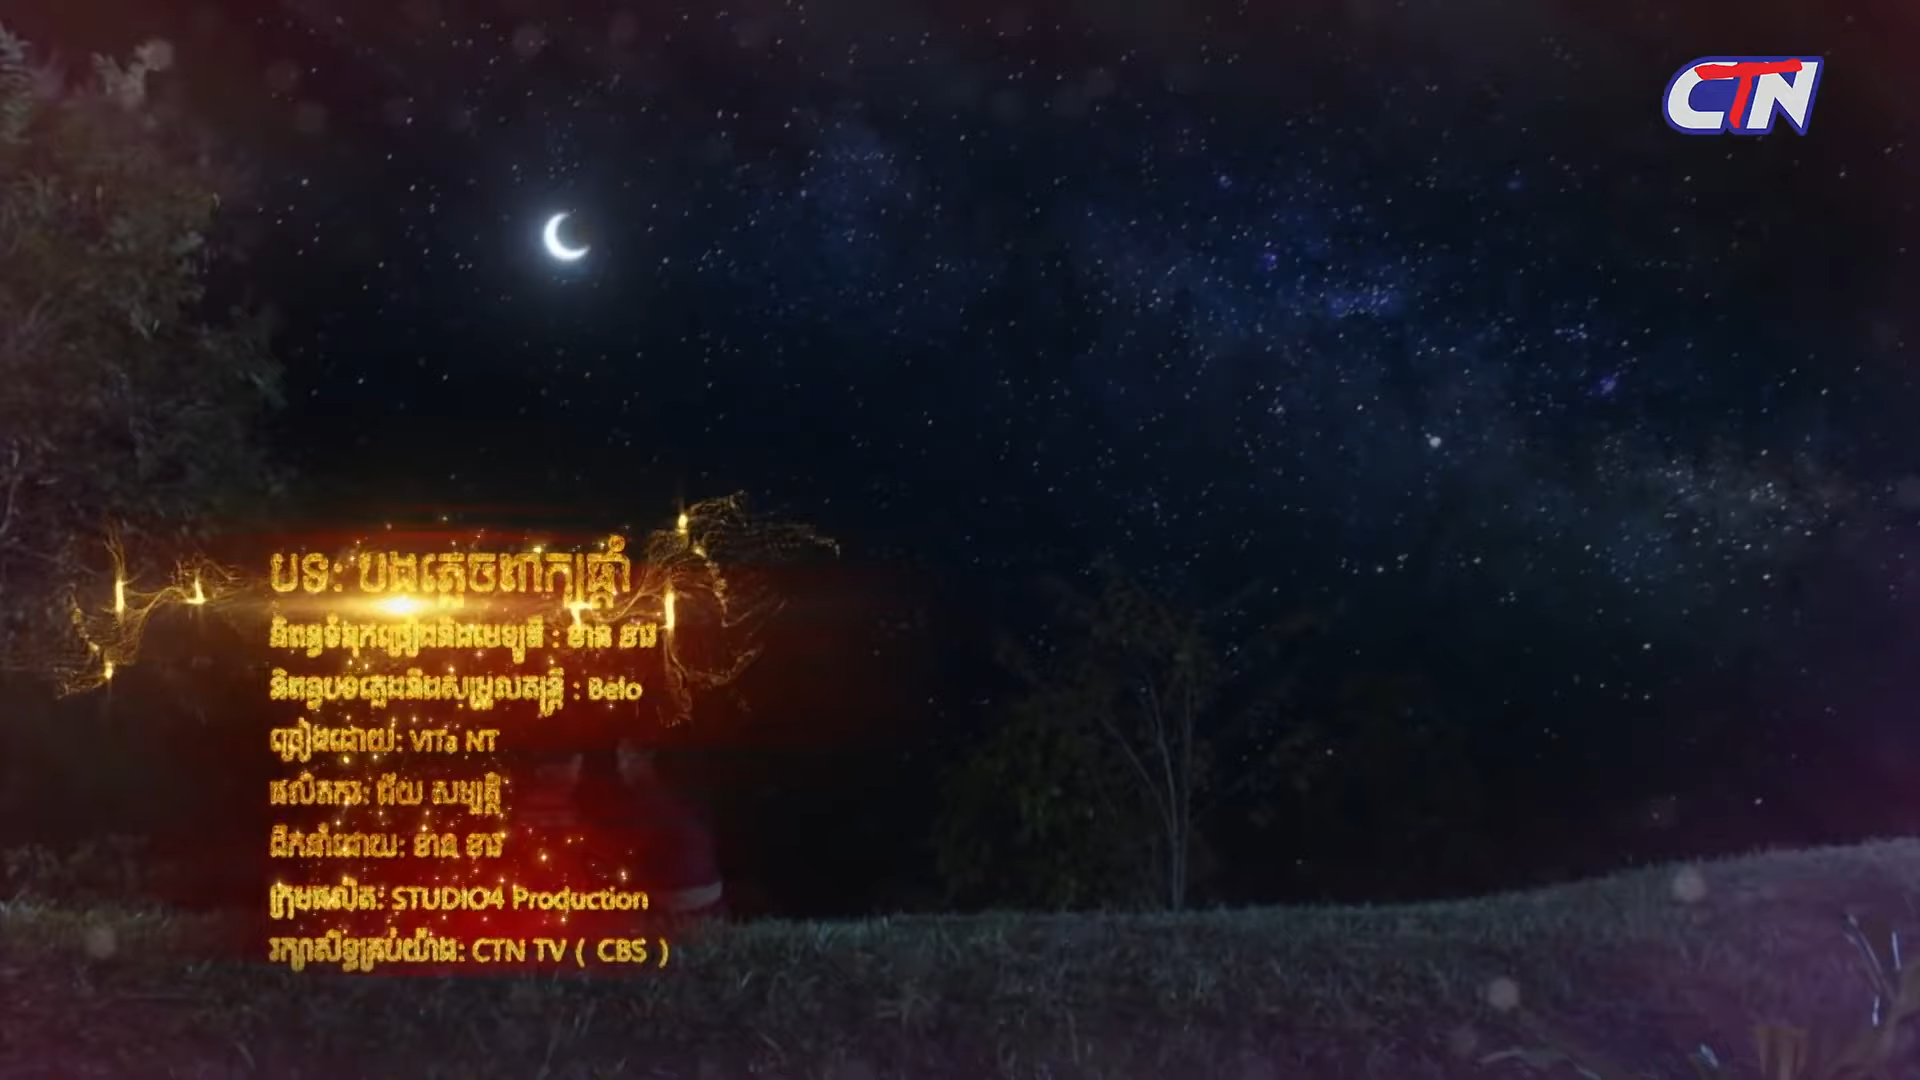 CTN
បទ: បងភ្លេចពាក្យផ្ដាំ
និពន្ធទំនុកច្រៀងនិងមេឡូឌី : ខាន ខាវ
និពន្ធបទភ្លេងនិងសម្រួលតន្ត្រី : Belo
ច្រៀងដោយ: VITa NT
ផលិតករ: ជ័យ សម្បត្តិ
ដឹកនាំដោយ: ខាន ខាវ
ក្រុមផលិត: STUDIO4 Production
រក្សាសិទ្ធគ្រប់យ៉ាង: CTN TV ( CBS )